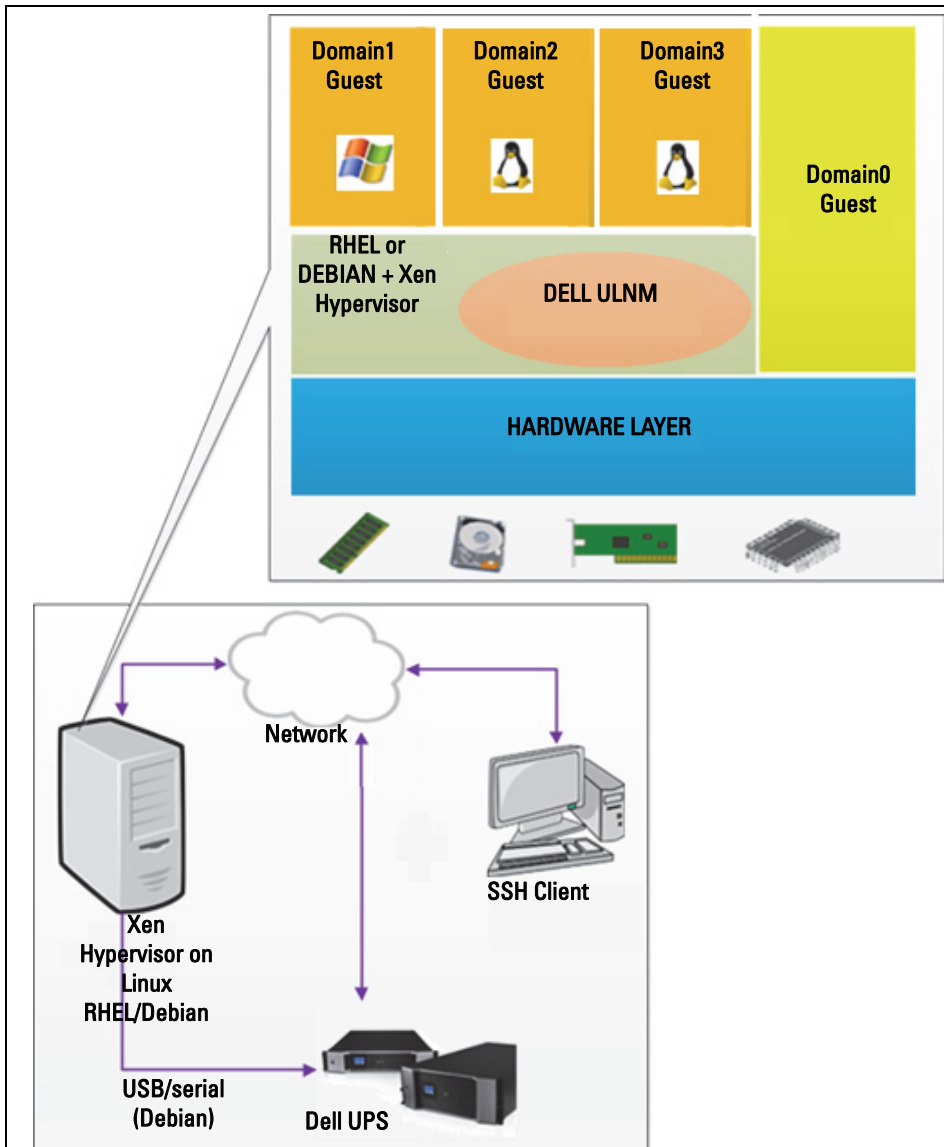 Domain1
Guest
Domain2
Guest
Domain3
Guest
Domain0
Guest
RHEL or
DEBIAN + Xen
Hypervisor
DELL ULNM
HARDWARE LAYER
Network
SSH Client
Xen
Hypervisor on
Linux
RHEL/Debian
USB/serial
(Debian)
Dell UPS